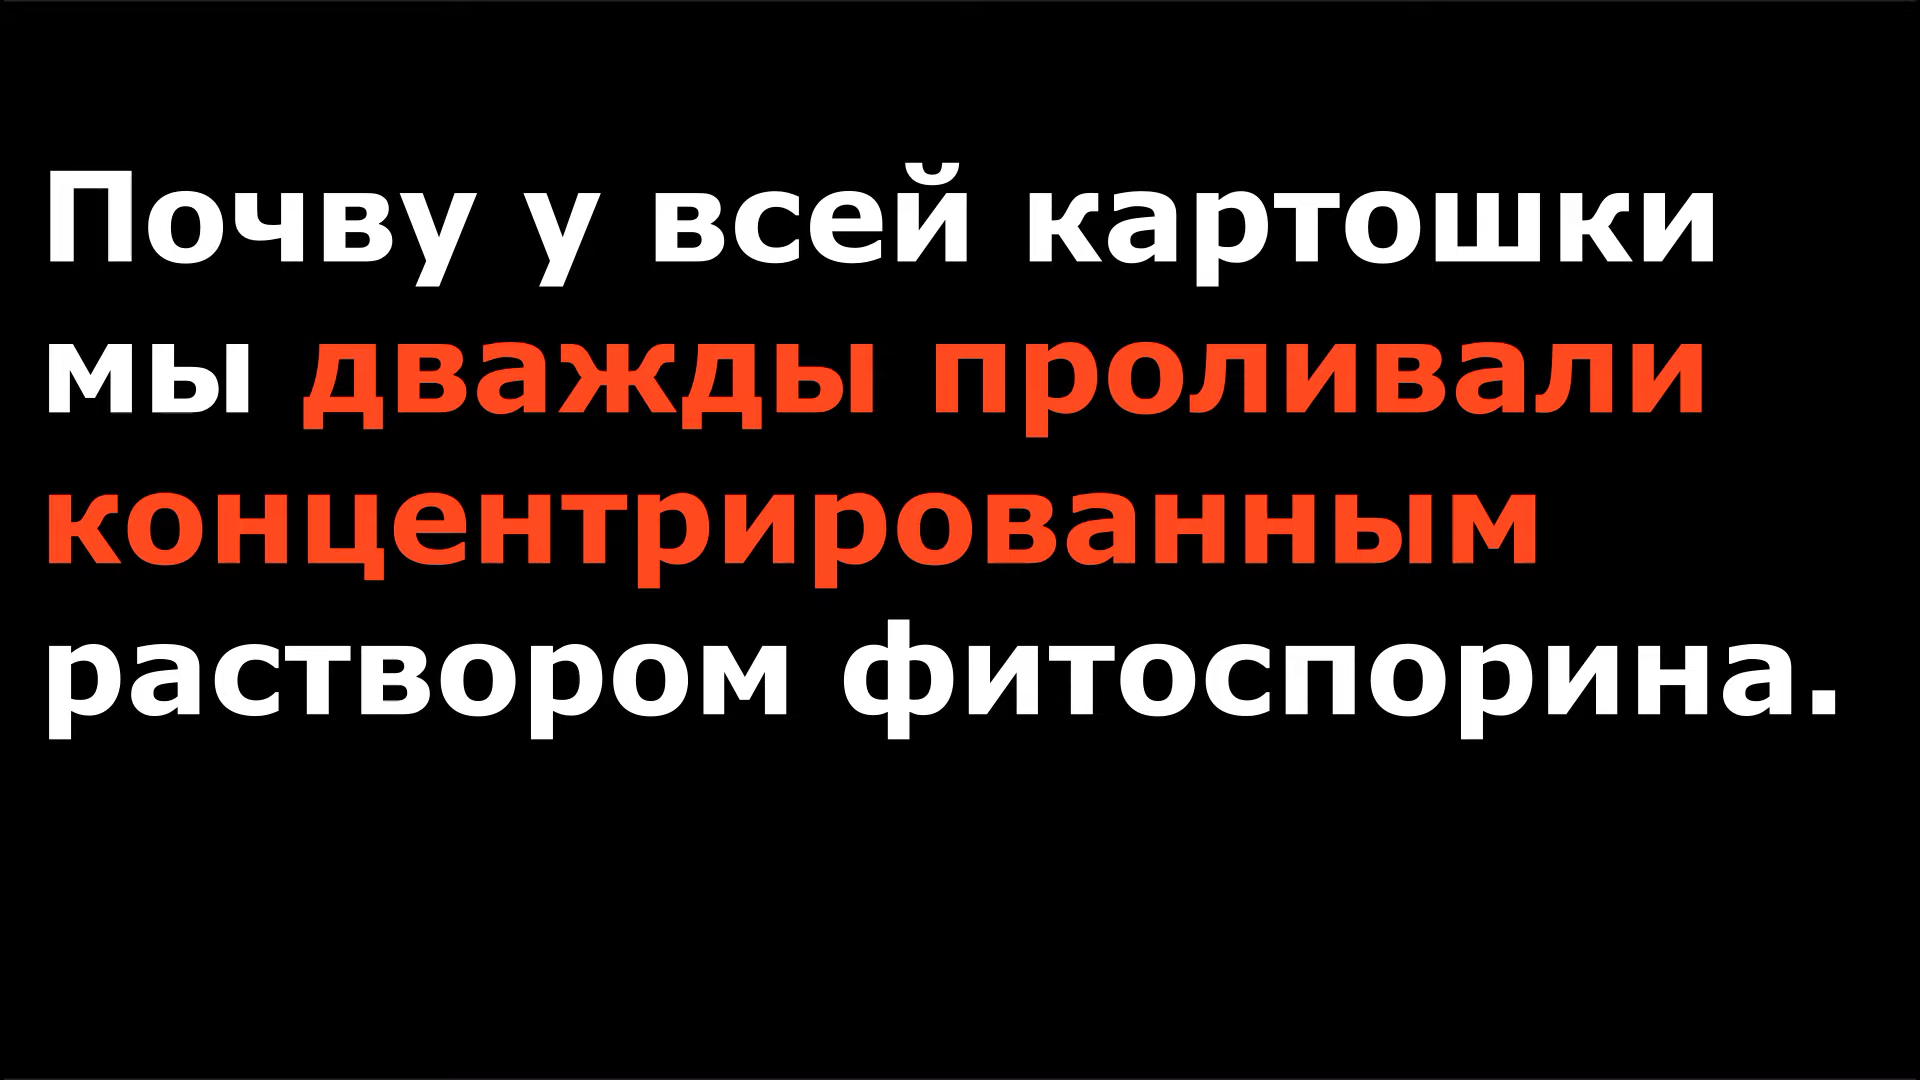 Почву у всей картошки
мы дважды проливали
концентрированным
раствором фитоспорина.